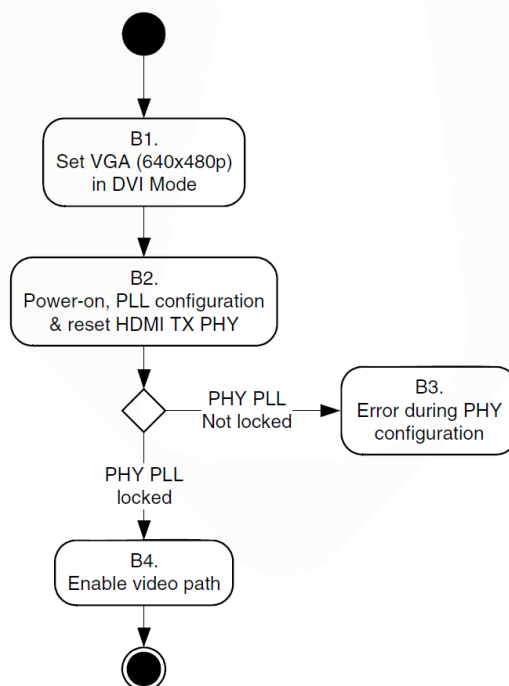 B1.
Set VGA (640x480p)
in DVI Mode
B2.
Power-on, PLL configuration
& reset HDMI TX PHY
PHY PLL
Not locked
B3.
Error during PHY
configuration
PHY PLL
locked
B4.
Enable video path